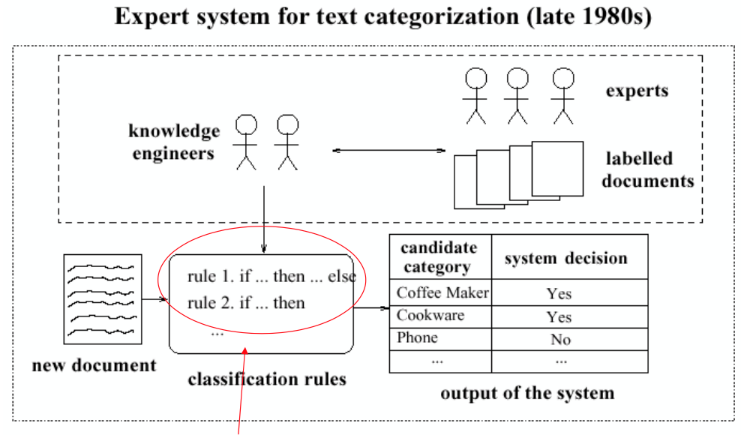 Expert system for text categorization (late 1980s)
experts
knowledge
engineers
labelled
documents
rule 1. if ... then ... else
rule 2. if ... then
...
new document
classification rules
candidate
category
system decision
Coffee Maker
Yes
Cookware
Yes
Phone
No
...
...
output of the system